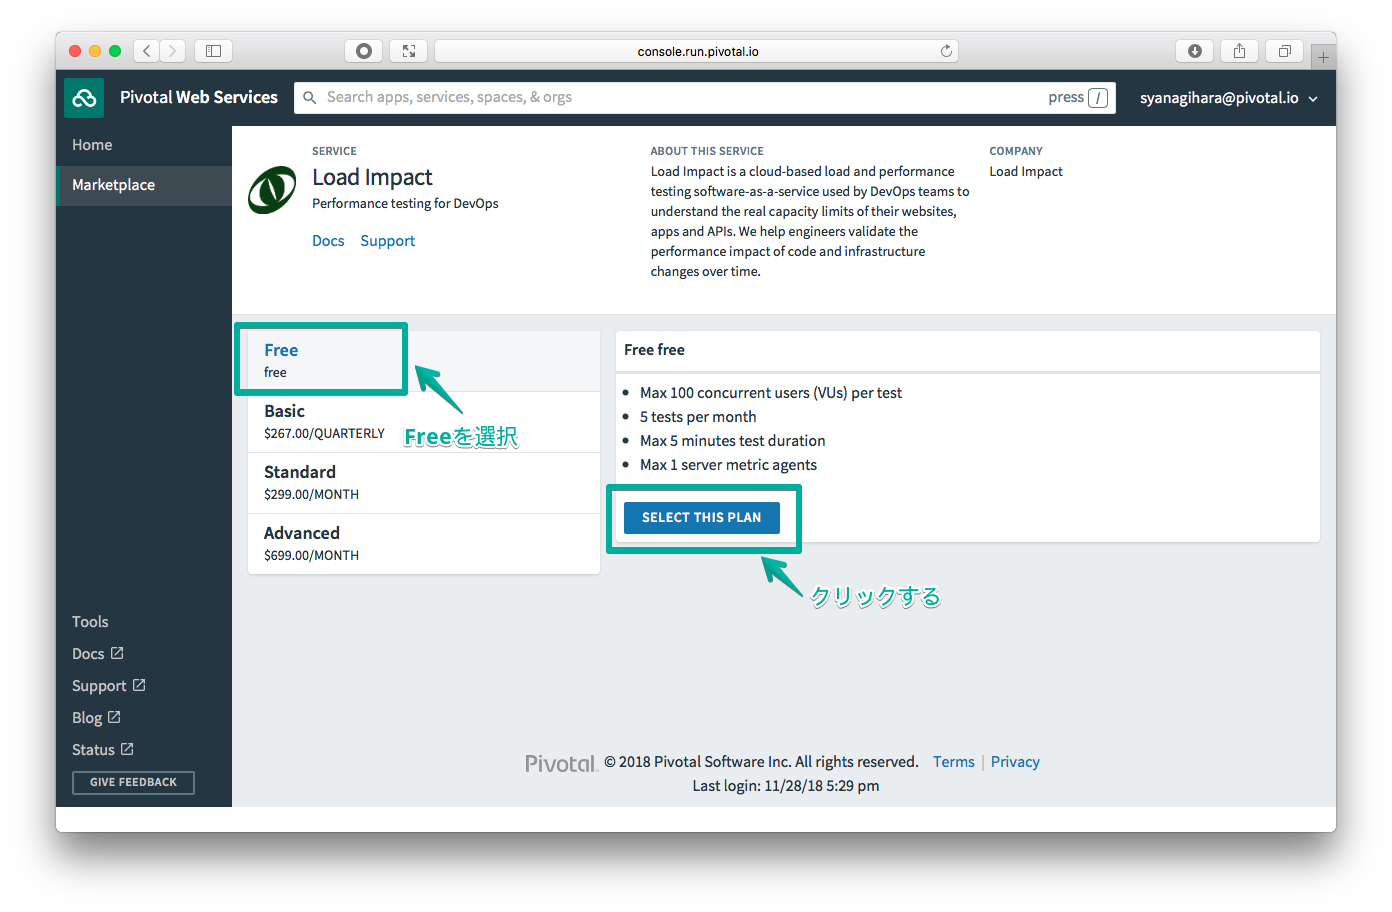 console.run.pivotal.io
Pivotal Web Services
Search apps, services, spaces, & orgs
press /
syanagihara@pivotal.io
Home
Marketplace
SERVICE
Load Impact
Performance testing for DevOps
Docs Support
ABOUT THIS SERVICE
Load Impact is a cloud-based load and performance
testing software-as-a-service used by DevOps teams to
understand the real capacity limits of their websites,
apps and APIs. We help engineers validate the
performance impact of code and infrastructure
changes over time.
COMPANY
Load Impact
Free
free
Basic
$267.00/QUARTERLY
Standard
$299.00/MONTH
Advanced
$699.00/MONTH
Freeを選択
Free free
Max 100 concurrent users (VUs) per test
5 tests per month
Max 5 minutes test duration
Max 1 server metric agents
SELECT THIS PLAN
クリックする
Tools
Docs
Support
Blog
Status
GIVE FEEDBACK
Pivotal. © 2018 Pivotal Software Inc. All rights reserved. Terms | Privacy
Last login: 11/28/18 5:29 pm